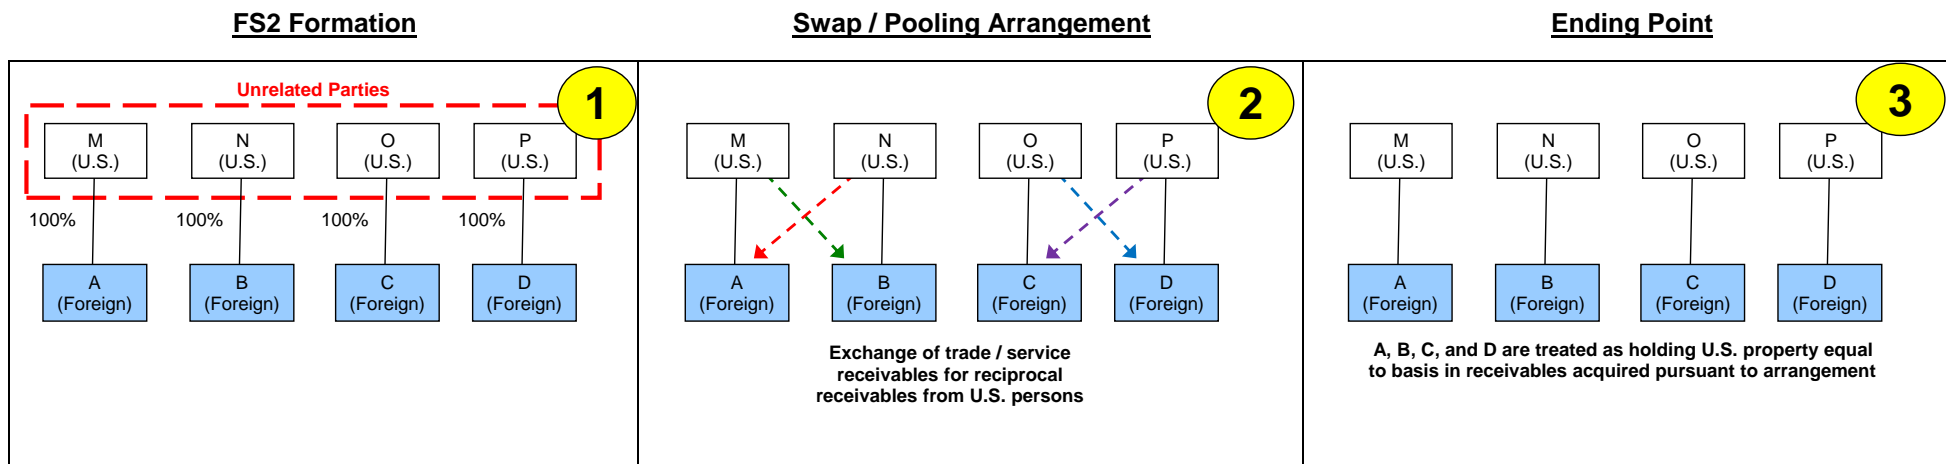 FS2 Formation
Swap / Pooling Arrangement
Ending Point
Unrelated Parties
1
M
(U.S.)
N
(U.S.)
O
(U.S.)
P
(U.S.)
100%
100%
100%
100%
A
(Foreign)
B
(Foreign)
C
(Foreign)
D
(Foreign)
2
M
(U.S.)
N
(U.S.)
O
(U.S.)
P
(U.S.)
A
(Foreign)
B
(Foreign)
C
(Foreign)
D
(Foreign)
Exchange of trade / service
receivables for reciprocal
receivables from U.S. persons
3
M
(U.S.)
N
(U.S.)
O
(U.S.)
P
(U.S.)
A
(Foreign)
B
(Foreign)
C
(Foreign)
D
(Foreign)
A, B, C, and D are treated as holding U.S. property equal
to basis in receivables acquired pursuant to arrangement